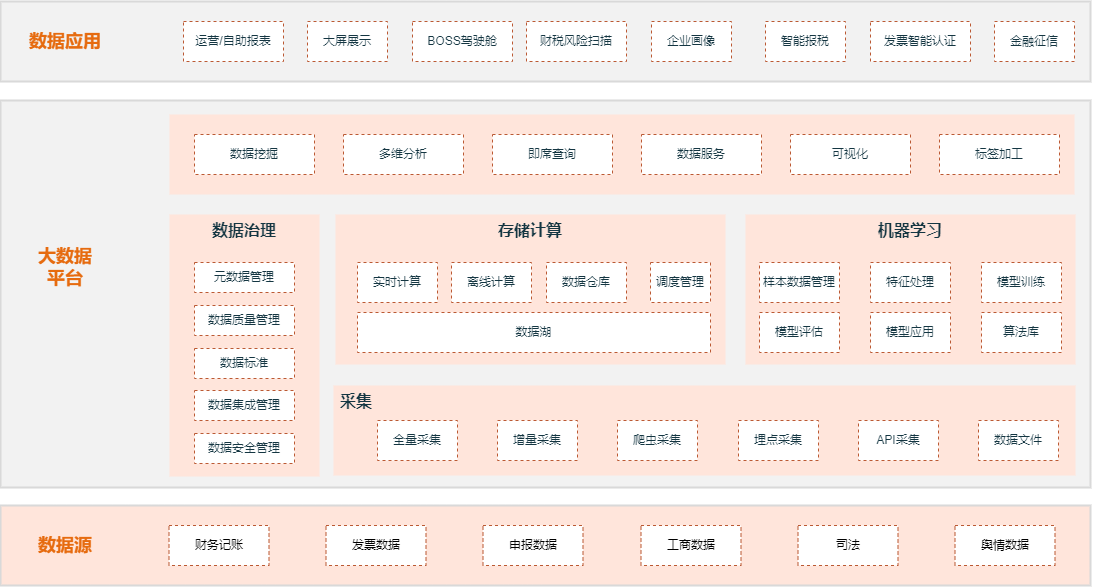 数据应用
运营/自助报表
大屏展示
BOSS驾驶舱
财税风险扫描
企业画像
智能报税
发票智能认证
金融征信
大数据
平台
数据挖掘
多维分析
即席查询
数据服务
可视化
标签加工
数据治理
元数据管理
数据质量管理
数据标准
数据集成管理
数据安全管理
存储计算
实时计算
离线计算
数据仓库
调度管理
数据湖
机器学习
样本数据管理
特征处理
模型训练
模型评估
模型应用
算法库
采集
全量采集
增量采集
爬虫采集
埋点采集
API采集
数据文件
数据源
财务记账
发票数据
申报数据
工商数据
司法
舆情数据